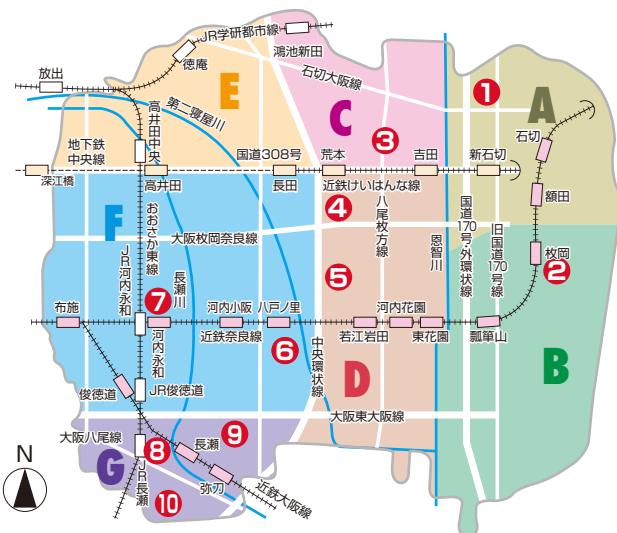 JR学研都市線
鴻池新田
徳庵
放出
石切大阪線
E
第二寝屋川
C
①
A
高井田中央
③
石切
地下鉄
中央線
国道308号
荒本
吉田
新石切
深江橋
高井田
長田
近鉄けいはんな線
額田
④
F
おおさか東線
大阪枚岡奈良線
八尾枚方線
恩智川
国道170号・外環状線
旧国道170号線
枚岡
②
JR河内永和
長瀬川
⑤
布施
⑦
河内小阪
八戸ノ里
河内花園
河内永和
近鉄奈良線
⑥
中央環状線
若江岩田
東花園
瓢箪山
D
B
俊徳道
JR俊徳道
大阪東大阪線
大阪八尾線
⑨
N
G
⑧
長瀬
JR長瀬
弥刀
近鉄大阪線
⑩